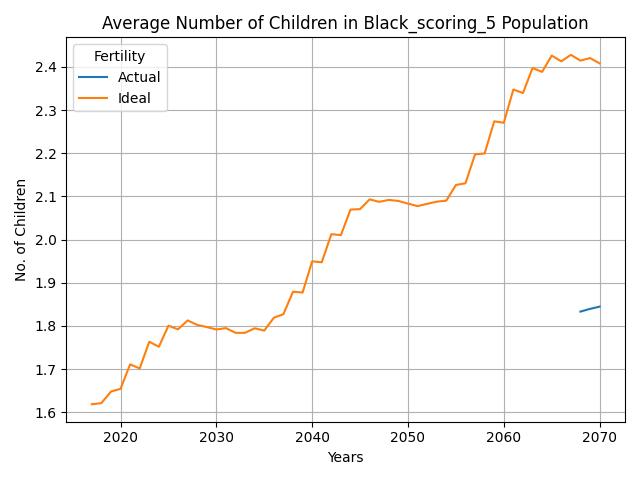 Average Number of Children in Black_scoring_5 Population
Fertility
Actual
Ideal
No. of Children
2.4
2.3
2.2
2.1
2.0
1.9
1.8
1.7
1.6
2020 2030 2040 2050 2060 2070
Years